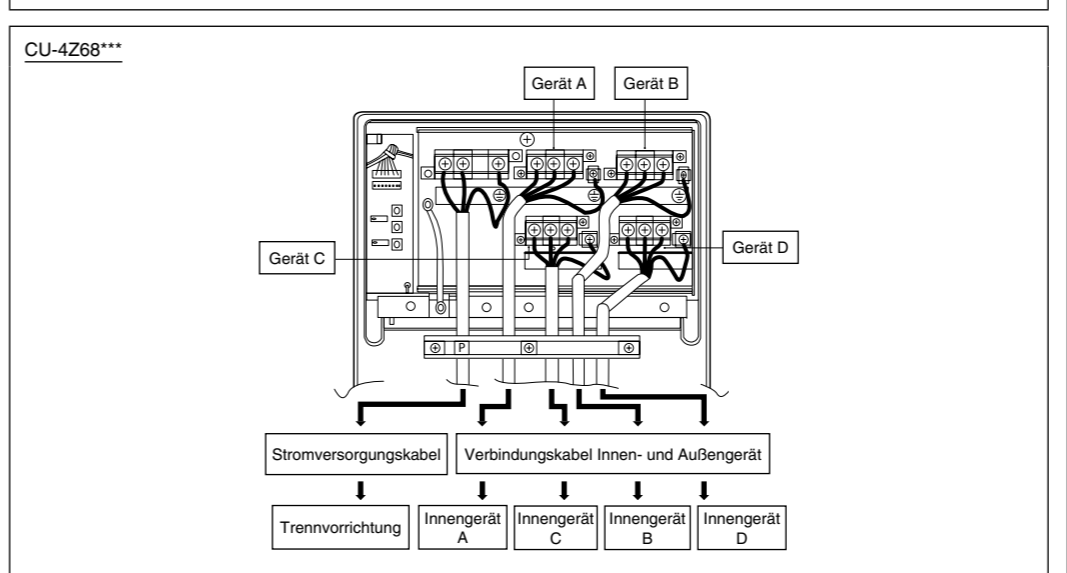 CU-4Z68***
Gerät A
Gerät B
Gerät C
Gerät D
P
Stromversorgungskabel
Verbindungskabel Innen- und Außengerät
Trennvorrichtung
Innengerät
A
Innengerät
C
Innengerät
B
Innengerät
D